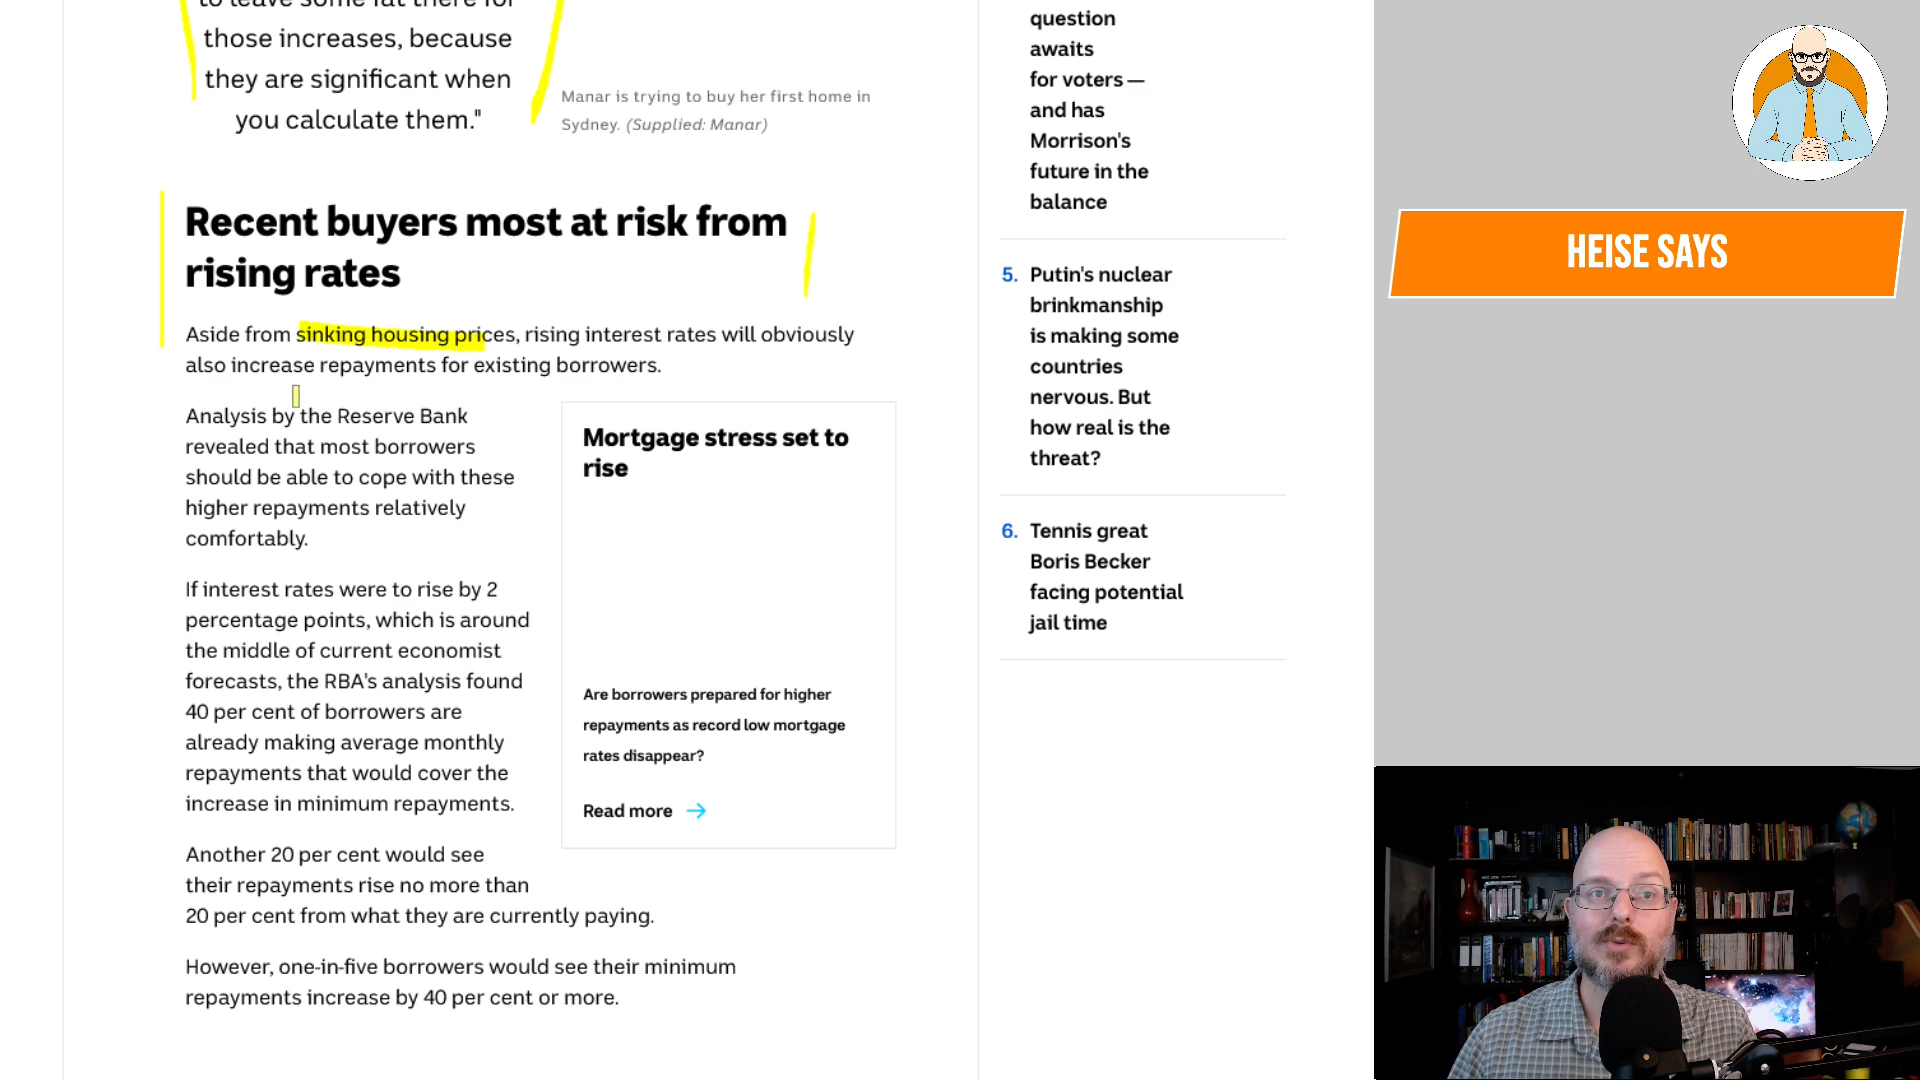 to leave some fat there for
those increases, because
they are significant when
you calculate them."
Manar is trying to buy her first home in
Sydney. (Supplied: Manar)
Recent buyers most at risk from
rising rates
Aside from sinking housing prices, rising interest rates will obviously
also increase repayments for existing borrowers.
Analysis by the Reserve Bank
revealed that most borrowers
should be able to cope with these
higher repayments relatively
comfortably.
If interest rates were to rise by 2
percentage points, which is around
the middle of current economist
forecasts, the RBA's analysis found
40 per cent of borrowers are
already making average monthly
repayments that would cover the
increase in minimum repayments.
Another 20 per cent would see
their repayments rise no more than
20 per cent from what they are currently paying.
However, one-in-five borrowers would see their minimum
repayments increase by 40 per cent or more.
Mortgage stress set to
rise
Are borrowers prepared for higher
repayments as record low mortgage
rates disappear?
Read more
question
awaits
for voters —
and has
Morrison's
future in the
balance
5. Putin's nuclear
brinkmanship
is making some
countries
nervous. But
how real is the
threat?
6. Tennis great
Boris Becker
facing potential
jail time
HEISE SAYS